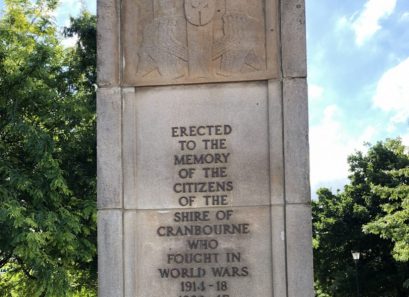 ERECTED
TO THE
MEMORY
OF THE
CITIZENS
OF THE
SHIRE OF
CRANBOURNE
WHO
FOUGHT IN
WORLD WARS
1914-18